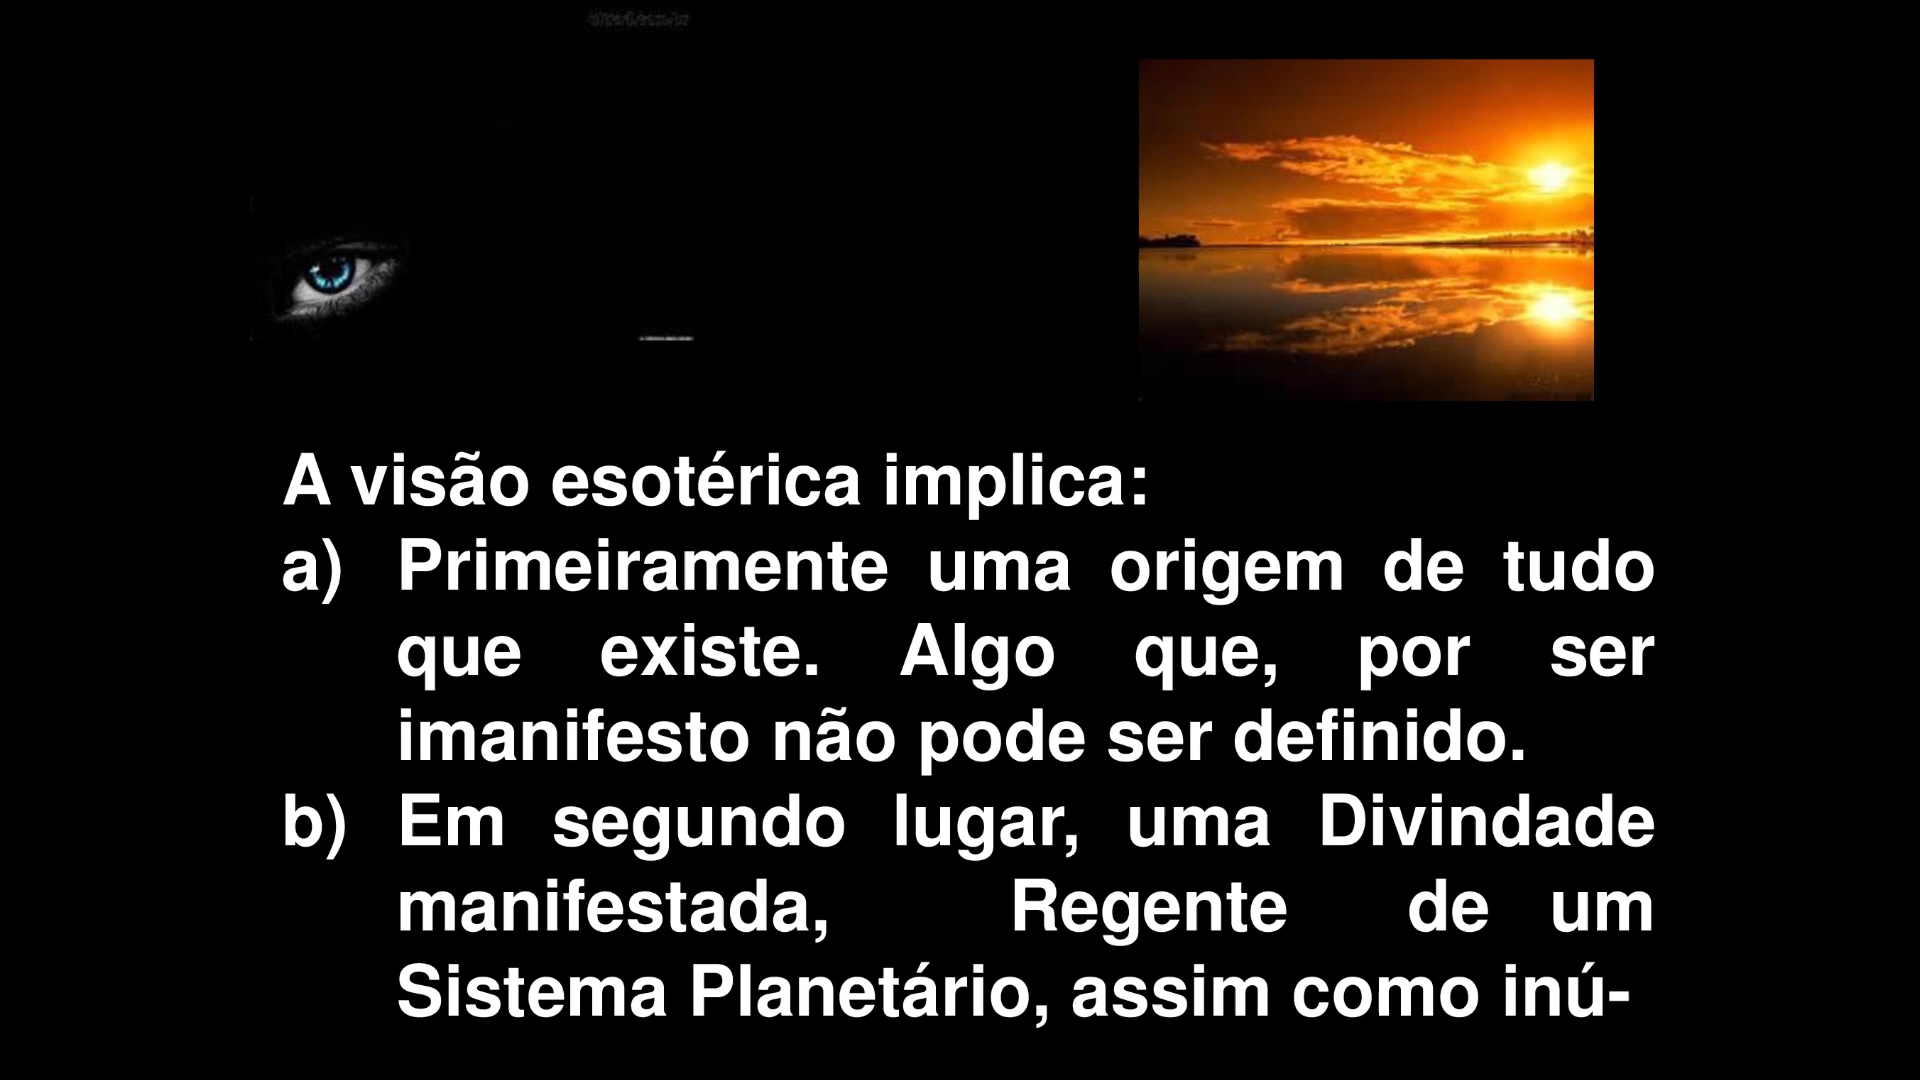 A visão esotérica implica:
a) Primeiramente uma origem de tudo
que existe. Algo que, por ser
imanifesto não pode ser definido.
b) Em segundo lugar, uma Divindade
manifestada, Regente de um
Sistema Planetário, assim como inú-